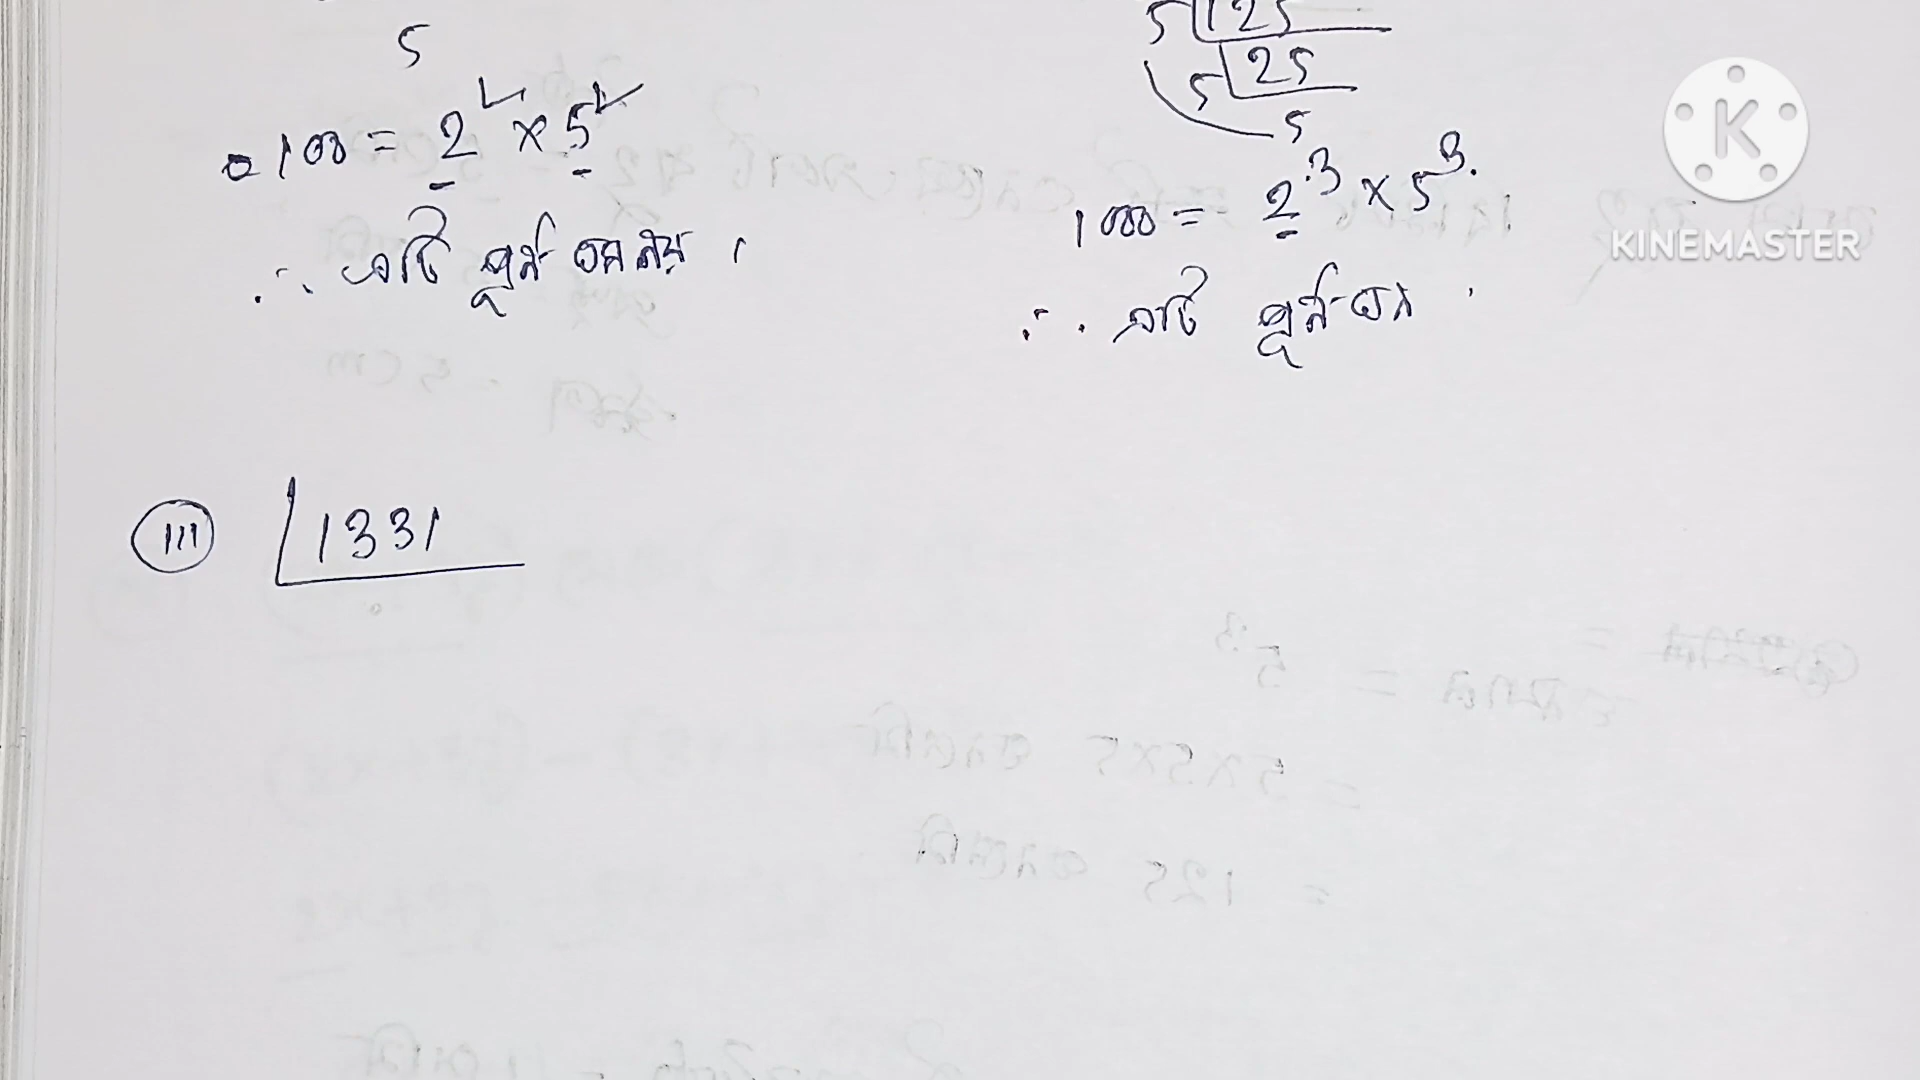 5
100 = 2² × 5²
∴ এটি পূর্ন ঘন নয় ।
5 125
5 25
5
1000 = 2³ × 5³
∴ এটি পূর্ন ঘন ।
KINEMASTER
III 1331